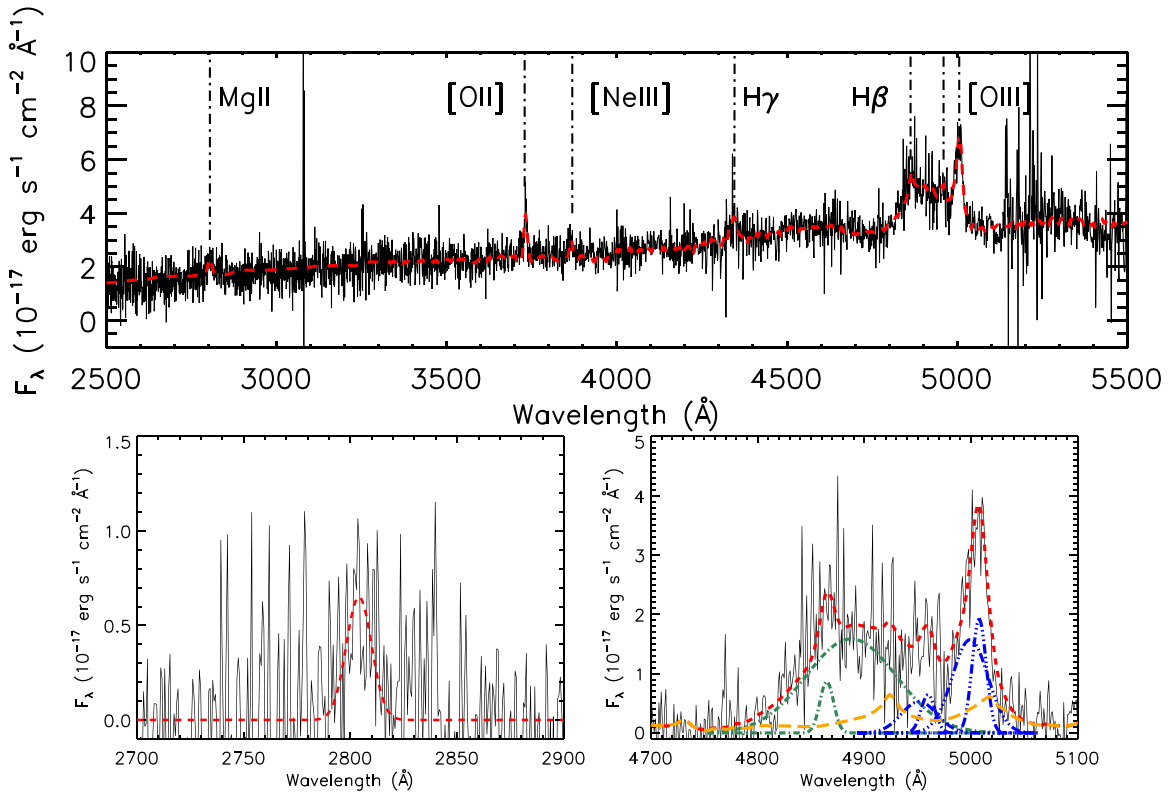 10
8
6
4
2
0
F_λ (10⁻¹⁷ erg s⁻¹ cm⁻² Å⁻¹)
MgII
[OII]
[NeIII]
Hγ
Hβ
[OIII]
2500 3000 3500 4000 4500 5000 5500
Wavelength (Å)
1.5
1.0
0.5
0.0
F_λ (10⁻¹⁷ erg s⁻¹ cm⁻² Å⁻¹)
2700 2750 2800 2850 2900
Wavelength (Å)
5
4
3
2
1
0
F_λ (10⁻¹⁷ erg s⁻¹ cm⁻² Å⁻¹)
4700 4800 4900 5000 5100
Wavelength (Å)